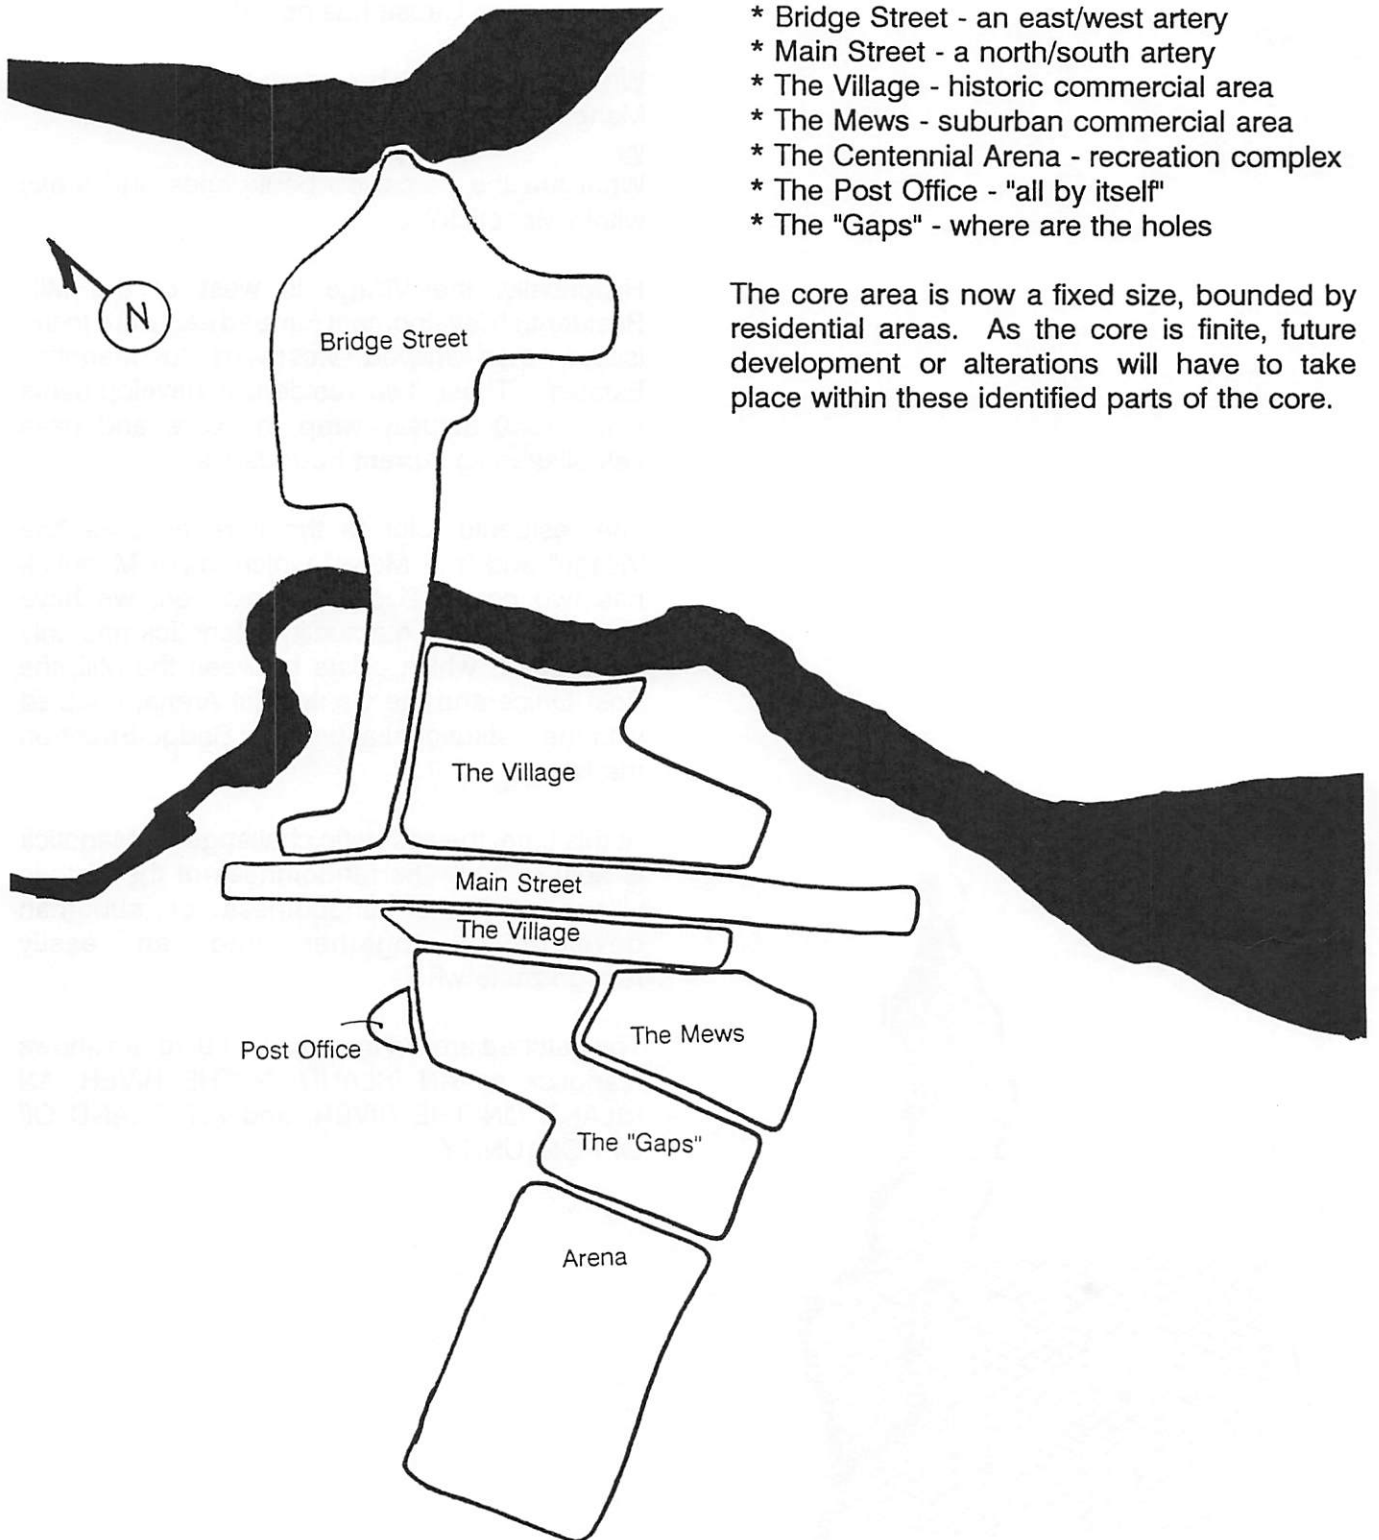 * Bridge Street - an east/west artery
* Main Street - a north/south artery
* The Village - historic commercial area
* The Mews - suburban commercial area
* The Centennial Arena - recreation complex
* The Post Office - "all by itself"
* The "Gaps" - where are the holes
The core area is now a fixed size, bounded by
residential areas. As the core is finite, future
development or alterations will have to take
place within these identified parts of the core.
N
Bridge Street
The Village
Main Street
The Village
The Mews
Post Office
The "Gaps"
Arena